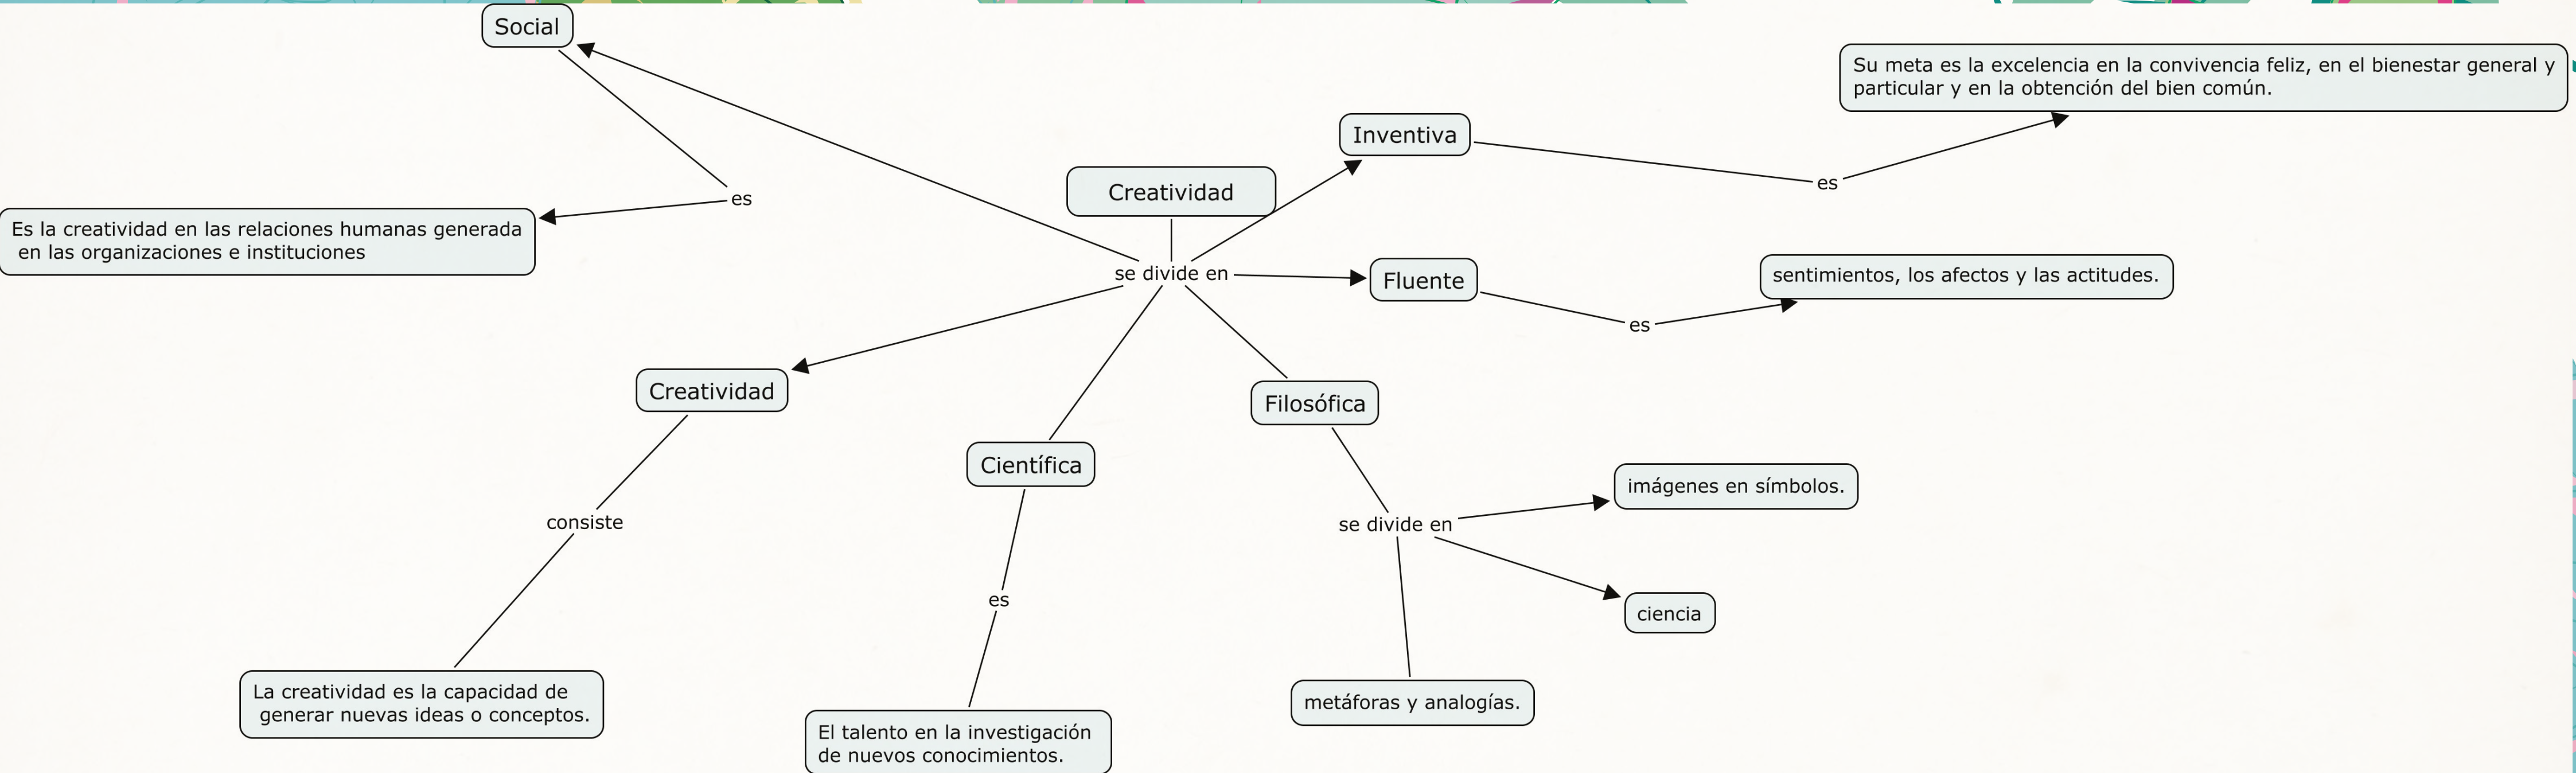 Social
Su meta es la excelencia en la convivencia feliz, en el bienestar general y
particular y en la obtención del bien común.
Inventiva
Creatividad
es
es
Es la creatividad en las relaciones humanas generada
en las organizaciones e instituciones
se divide en
Fluente
sentimientos, los afectos y las actitudes.
es
Creatividad
Filosófica
Científica
imágenes en símbolos.
consiste
se divide en
es
ciencia
La creatividad es la capacidad de
generar nuevas ideas o conceptos.
metáforas y analogías.
El talento en la investigación
de nuevos conocimientos.